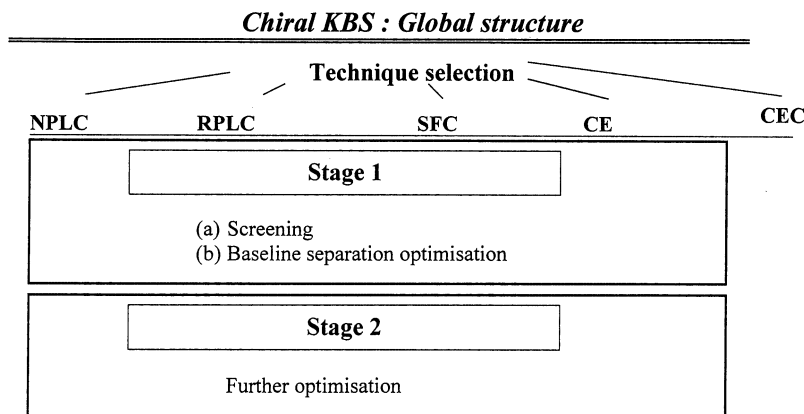 Chiral KBS : Global structure
Technique selection
NPLC RPLC SFC CE CEC
Stage 1
(a) Screening
(b) Baseline separation optimisation
Stage 2
Further optimisation